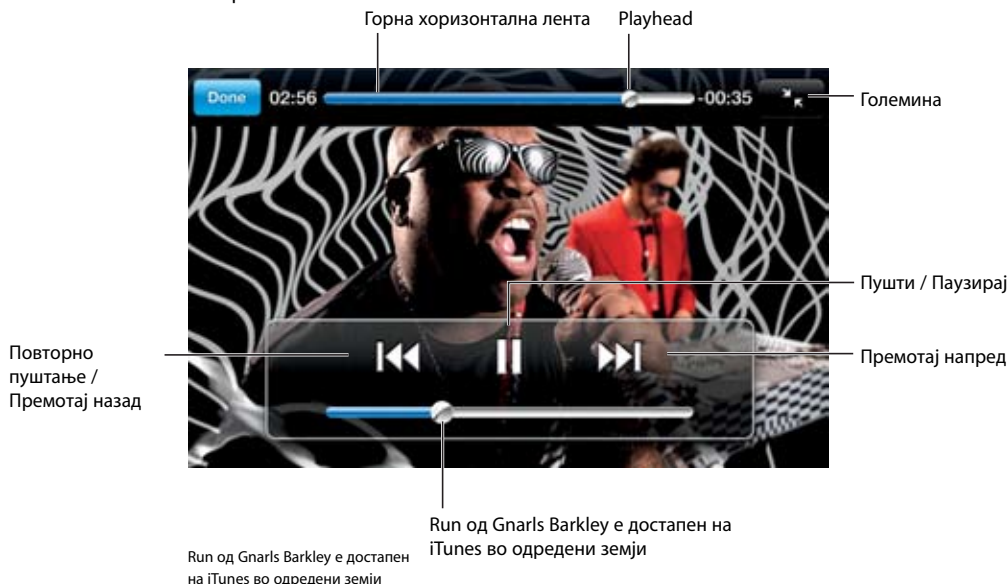 Горна хоризонтална лента
Playhead
Done
02:56
-00:35
Големина
Пушти / Паузирај
Повторно
пуштање /
Премотај назад
Премотај напред
Run од Gnarls Barkley е достапен на
iTunes во одредени земји
Run од Gnarls Barkley е достапен
на iTunes во одредени земји